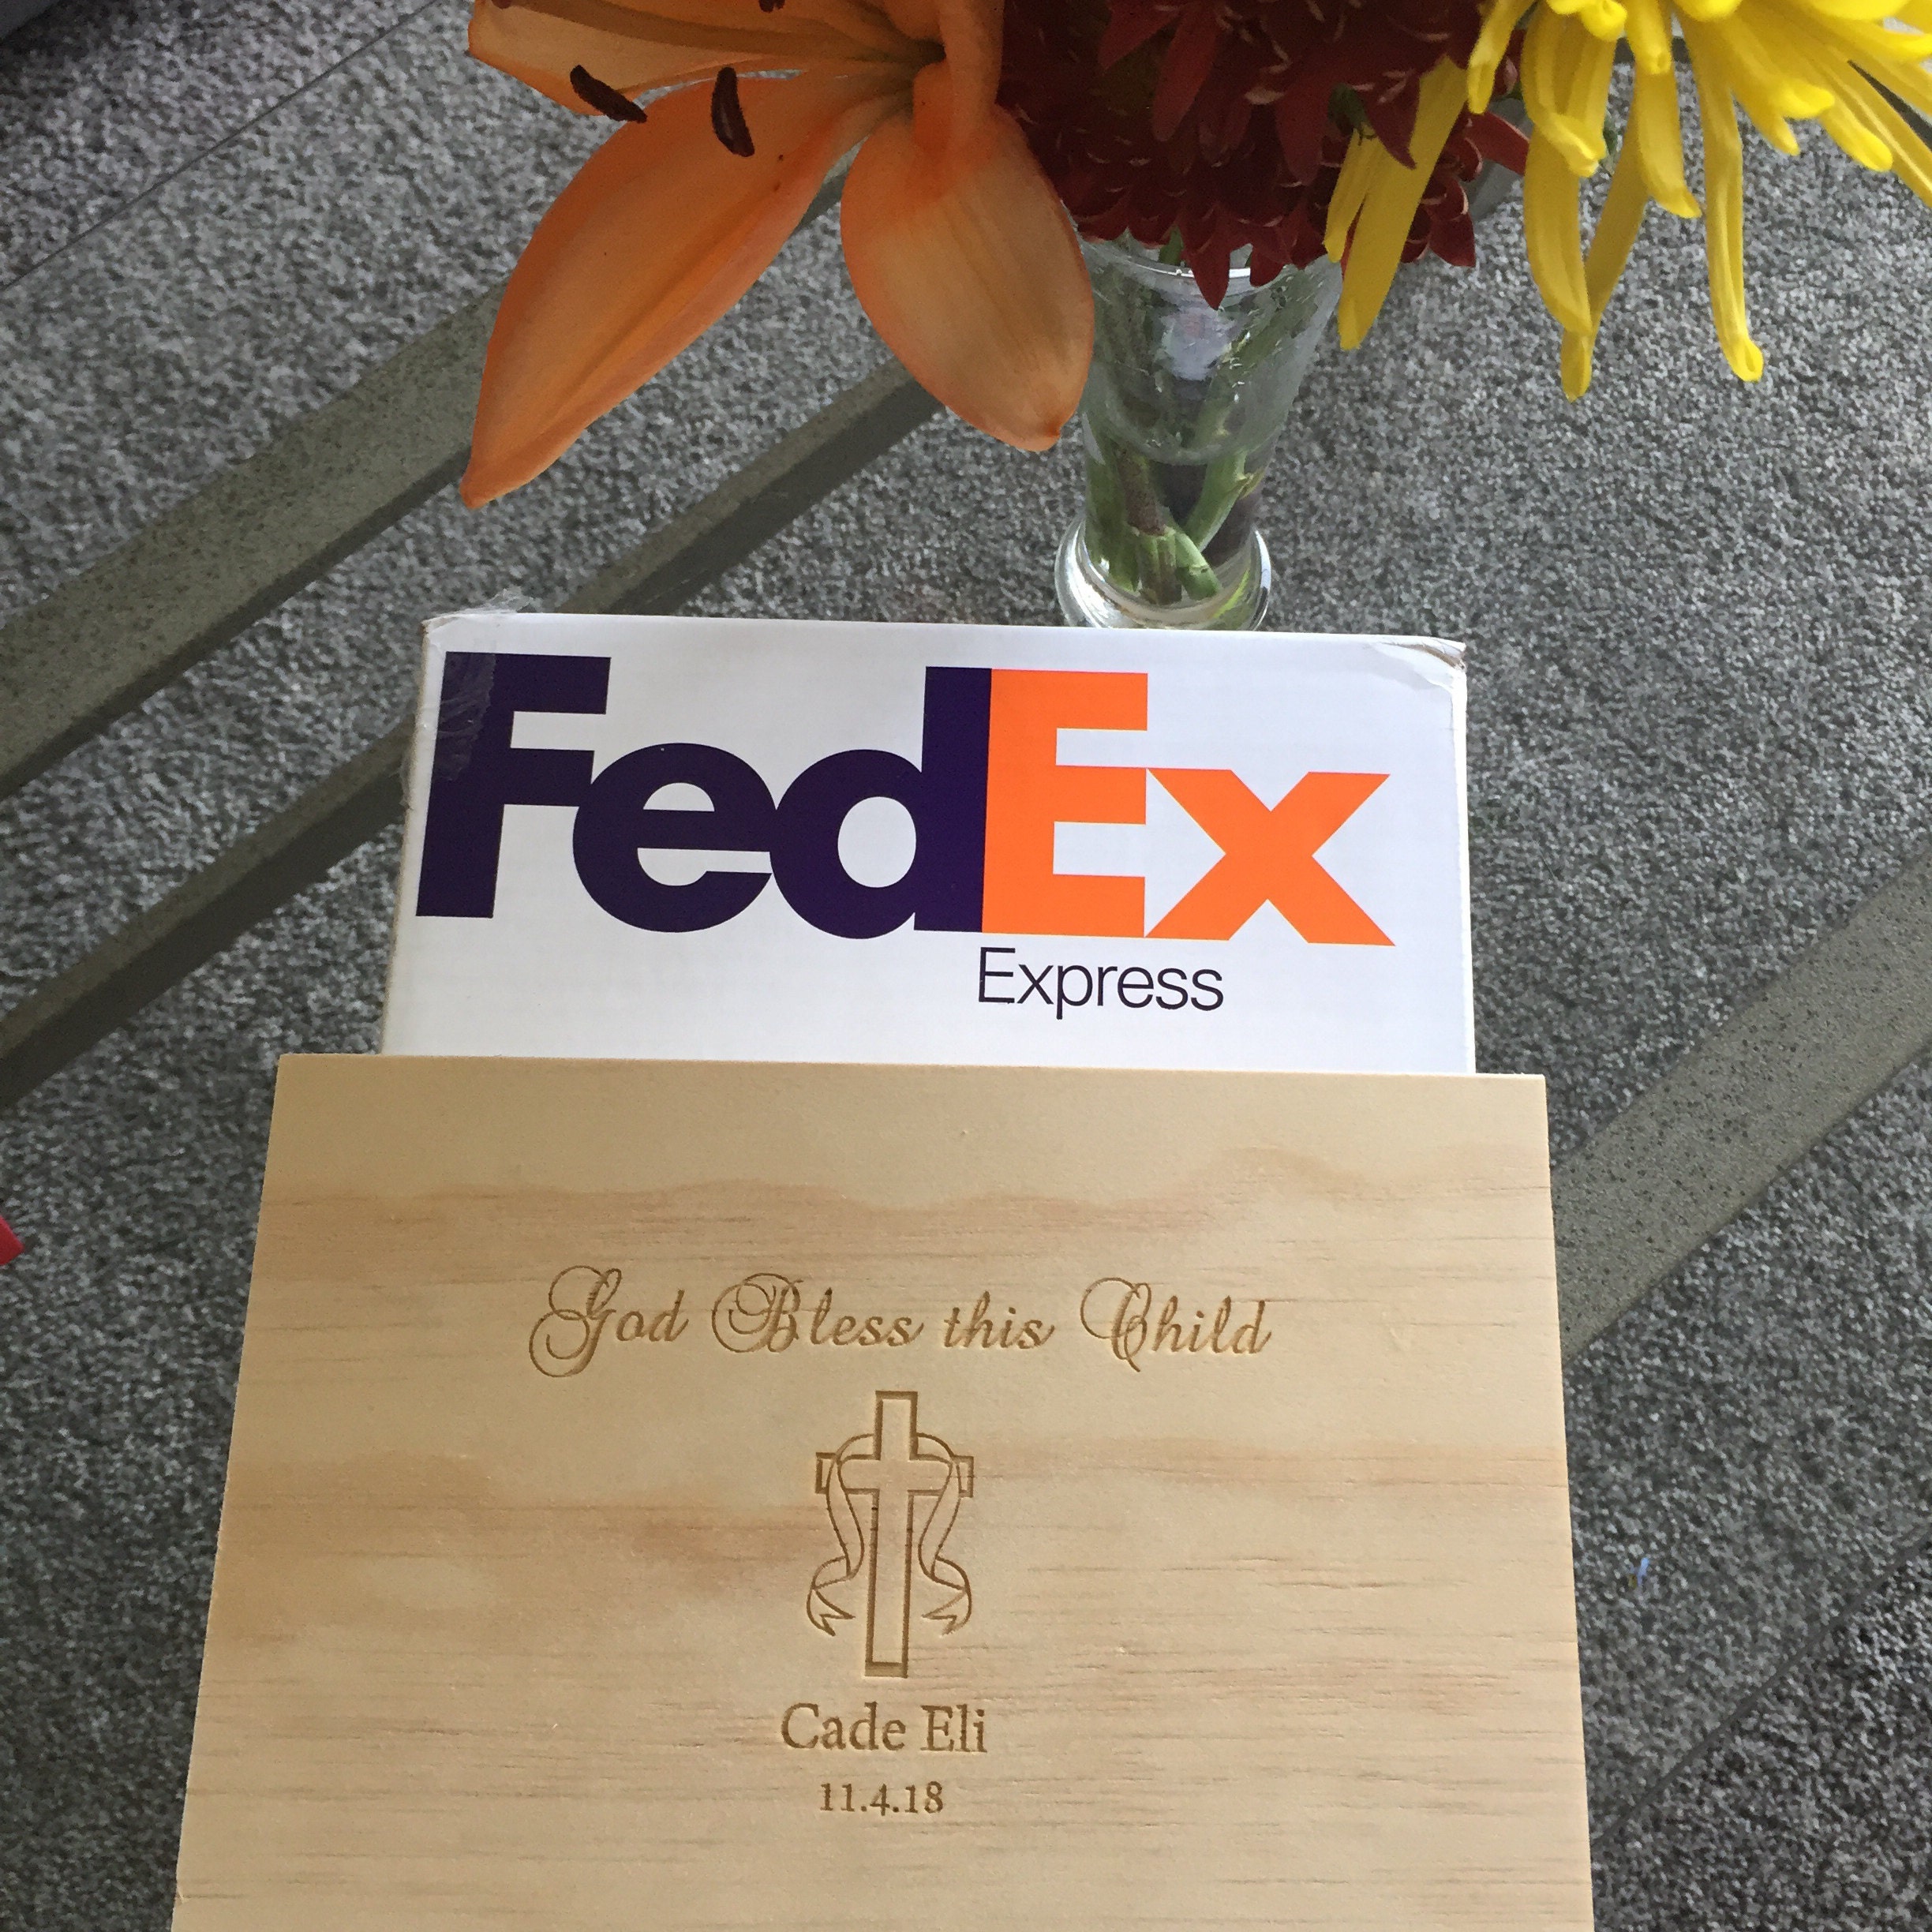 FedEx
Express
God Bless this Child
Cade Eli
11.4.18